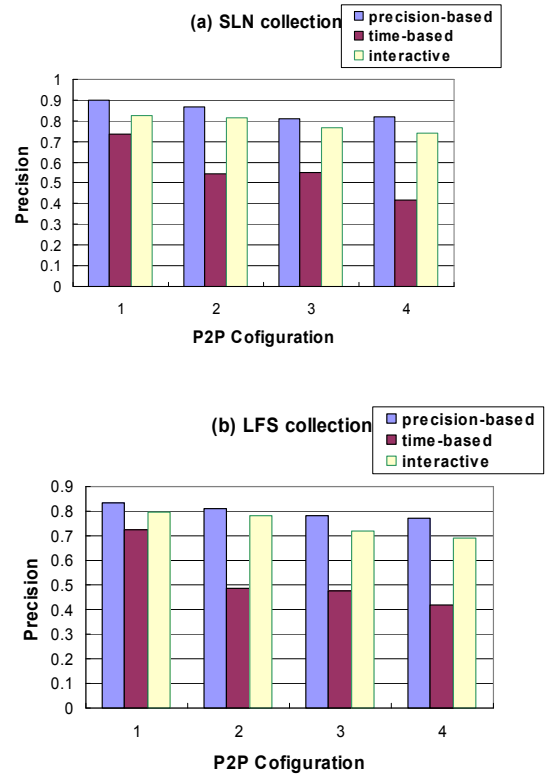 (a) SLN collection
precision-based
time-based
interactive
1
0.9
0.8
0.7
0.6
0.5
0.4
0.3
0.2
0.1
0
Precision
1 2 3 4
P2P Cofiguration
(b) LFS collection
precision-based
time-based
interactive
0.9
0.8
0.7
0.6
0.5
0.4
0.3
0.2
0.1
0
Precision
1 2 3 4
P2P Cofiguration